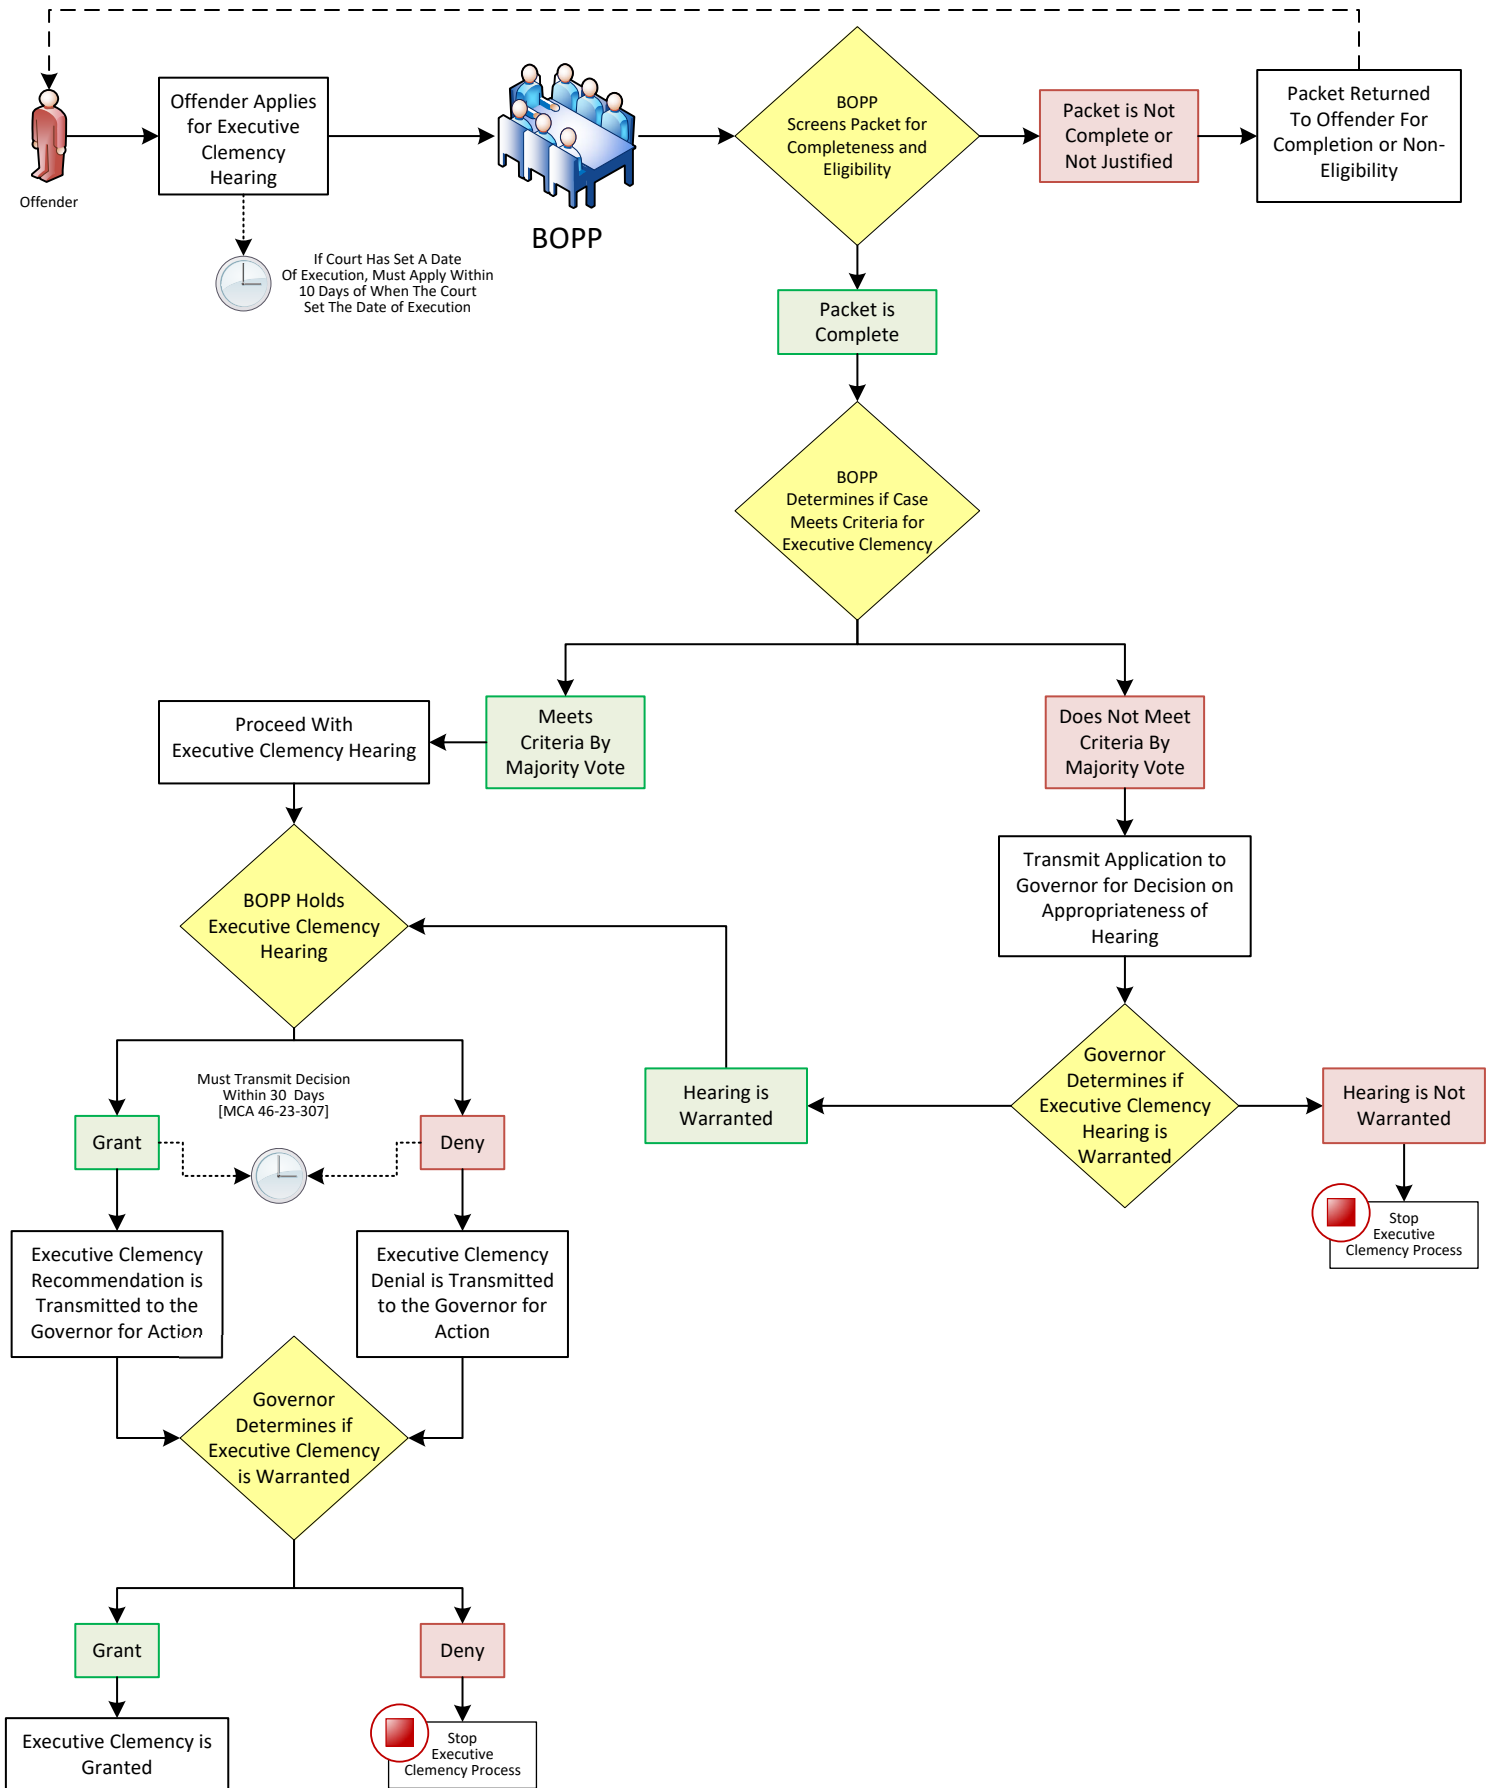 Offender
Offender Applies
for Executive
Clemency
Hearing
If Court Has Set A Date
Of Execution, Must Apply Within
10 Days of When The Court
Set The Date of Execution
BOPP
BOPP
Screens Packet for
Completeness and
Eligibility
Packet is Not
Complete or
Not Justified
Packet Returned
To Offender For
Completion or Non-
Eligibility
Packet is
Complete
BOPP
Determines if Case
Meets Criteria for
Executive Clemency
Meets
Criteria By
Majority Vote
Does Not Meet
Criteria By
Majority Vote
Proceed With
Executive Clemency Hearing
Transmit Application to
Governor for Decision on
Appropriateness of
Hearing
BOPP Holds
Executive Clemency
Hearing
Governor
Determines if
Executive Clemency
Hearing is
Warranted
Hearing is
Warranted
Hearing is Not
Warranted
Stop
Executive
Clemency Process
Must Transmit Decision
Within 30 Days
[MCA 46-23-307]
Grant
Deny
Executive Clemency
Recommendation is
Transmitted to the
Governor for Action
Executive Clemency
Denial is Transmitted
to the Governor for
Action
Governor
Determines if
Executive Clemency
is Warranted
Grant
Deny
Executive Clemency is
Granted
Stop
Executive
Clemency Process